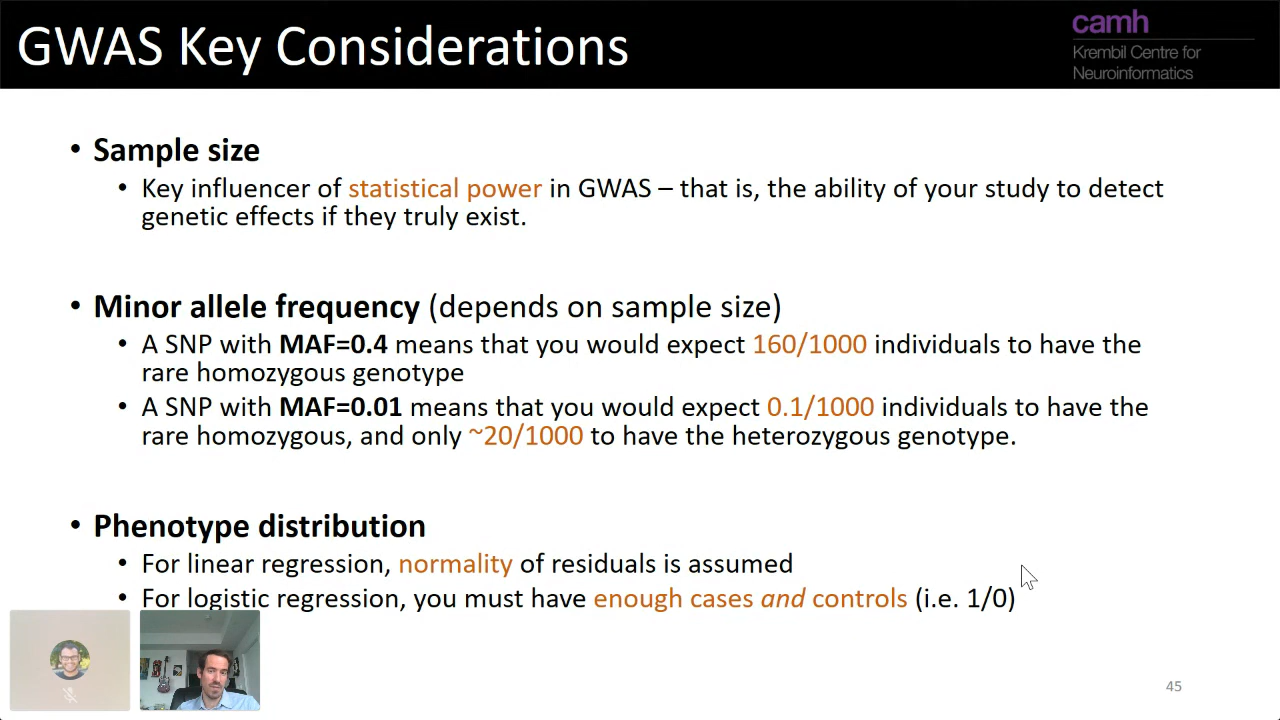 GWAS Key Considerations
camh
Krembil Centre for
Neuroinformatics
• Sample size
• Key influencer of statistical power in GWAS – that is, the ability of your study to detect
genetic effects if they truly exist.
• Minor allele frequency (depends on sample size)
• A SNP with MAF=0.4 means that you would expect 160/1000 individuals to have the
rare homozygous genotype
• A SNP with MAF=0.01 means that you would expect 0.1/1000 individuals to have the
rare homozygous, and only ~20/1000 to have the heterozygous genotype.
• Phenotype distribution
• For linear regression, normality of residuals is assumed
• For logistic regression, you must have enough cases and controls (i.e. 1/0)
45